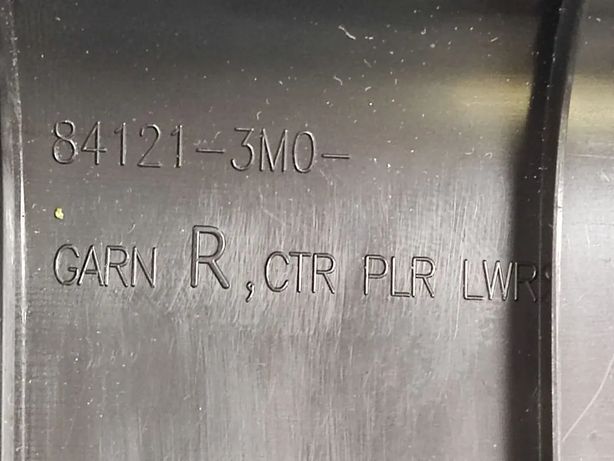 84121-3M0-
GARN R, CTR PLR LWR